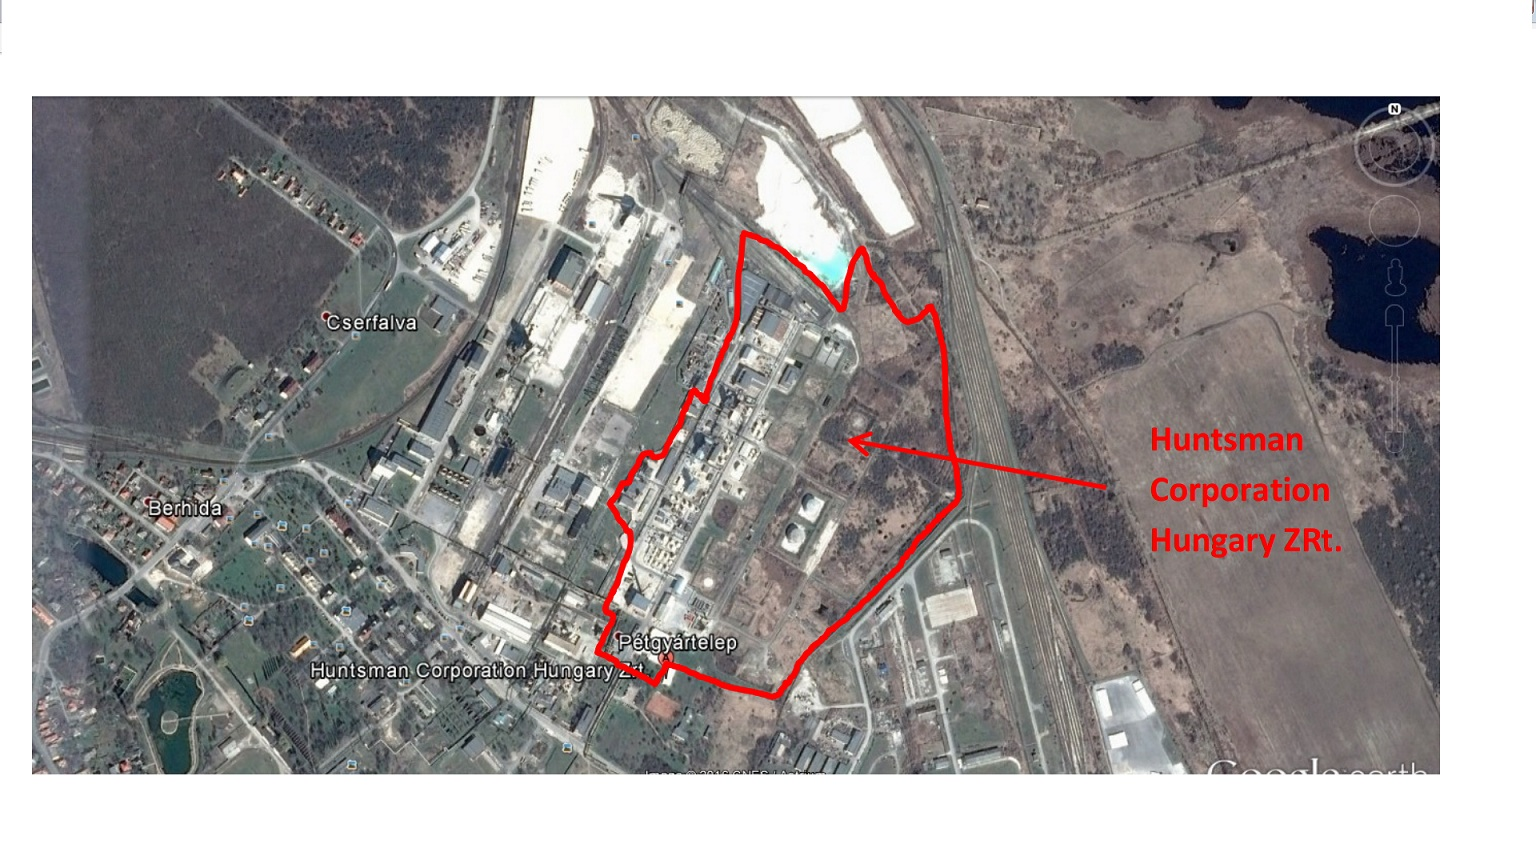 N
Cserfalva
Huntsman
Corporation
Hungary ZRt.
Berhida
Pétgyártelep
Huntsman Corporation Hungary Zrt.
Google earth